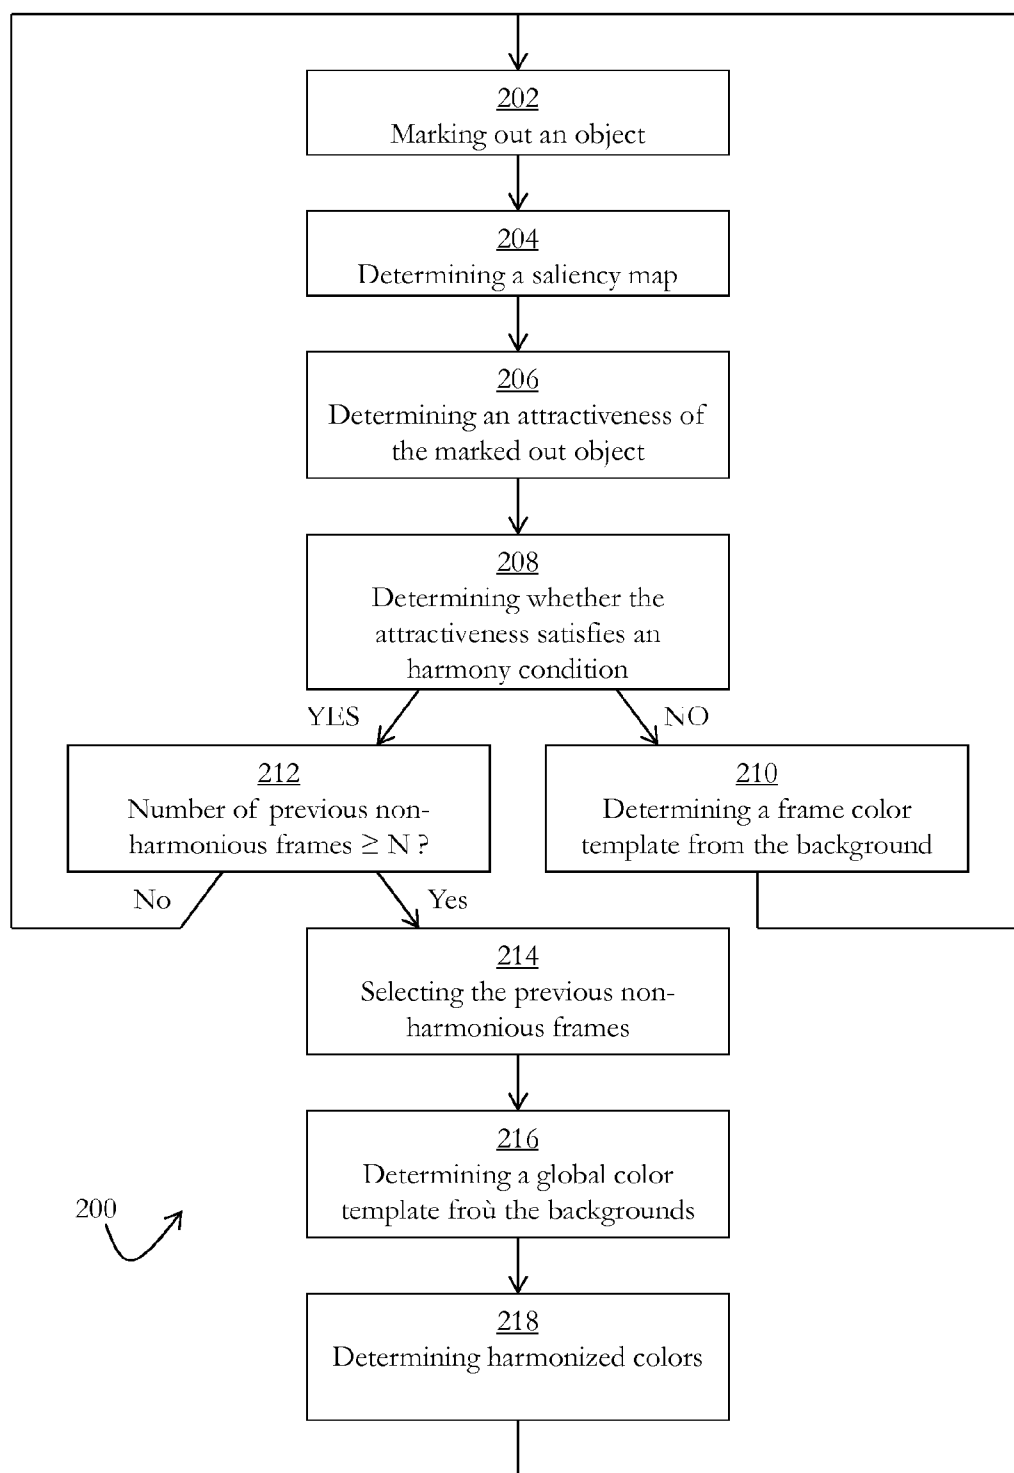 202
Marking out an object
204
Determining a saliency map
206
Determining an attractiveness of
the marked out object
208
Determining whether the
attractiveness satisfies an
harmony condition
YES
NO
212
Number of previous non-
harmonious frames ≥ N ?
210
Determining a frame color
template from the background
No
Yes
214
Selecting the previous non-
harmonious frames
216
Determining a global color
template froù the backgrounds
200
218
Determining harmonized colors